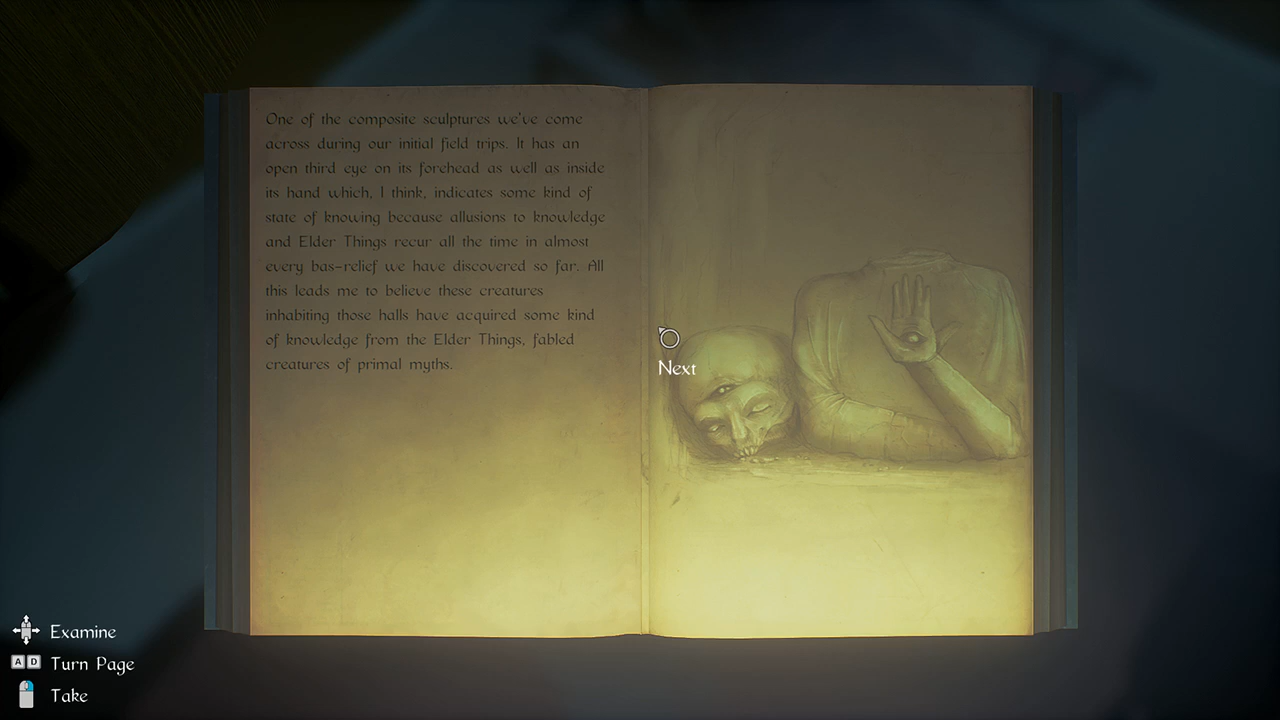 One of the composite sculptures we've come
across during our initial field trips. It has an
open third eye on its forehead as well as inside
its hand which, I think, indicates some kind of
state of knowing because allusions to knowledge
and Elder Things recur all the time in almost
every bas-relief we have discovered so far. All
this leads me to believe these creatures
inhabiting those halls have acquired some kind
of knowledge from the Elder Things, fabled
creatures of primal myths.
Next
Examine
A D Turn Page
Take